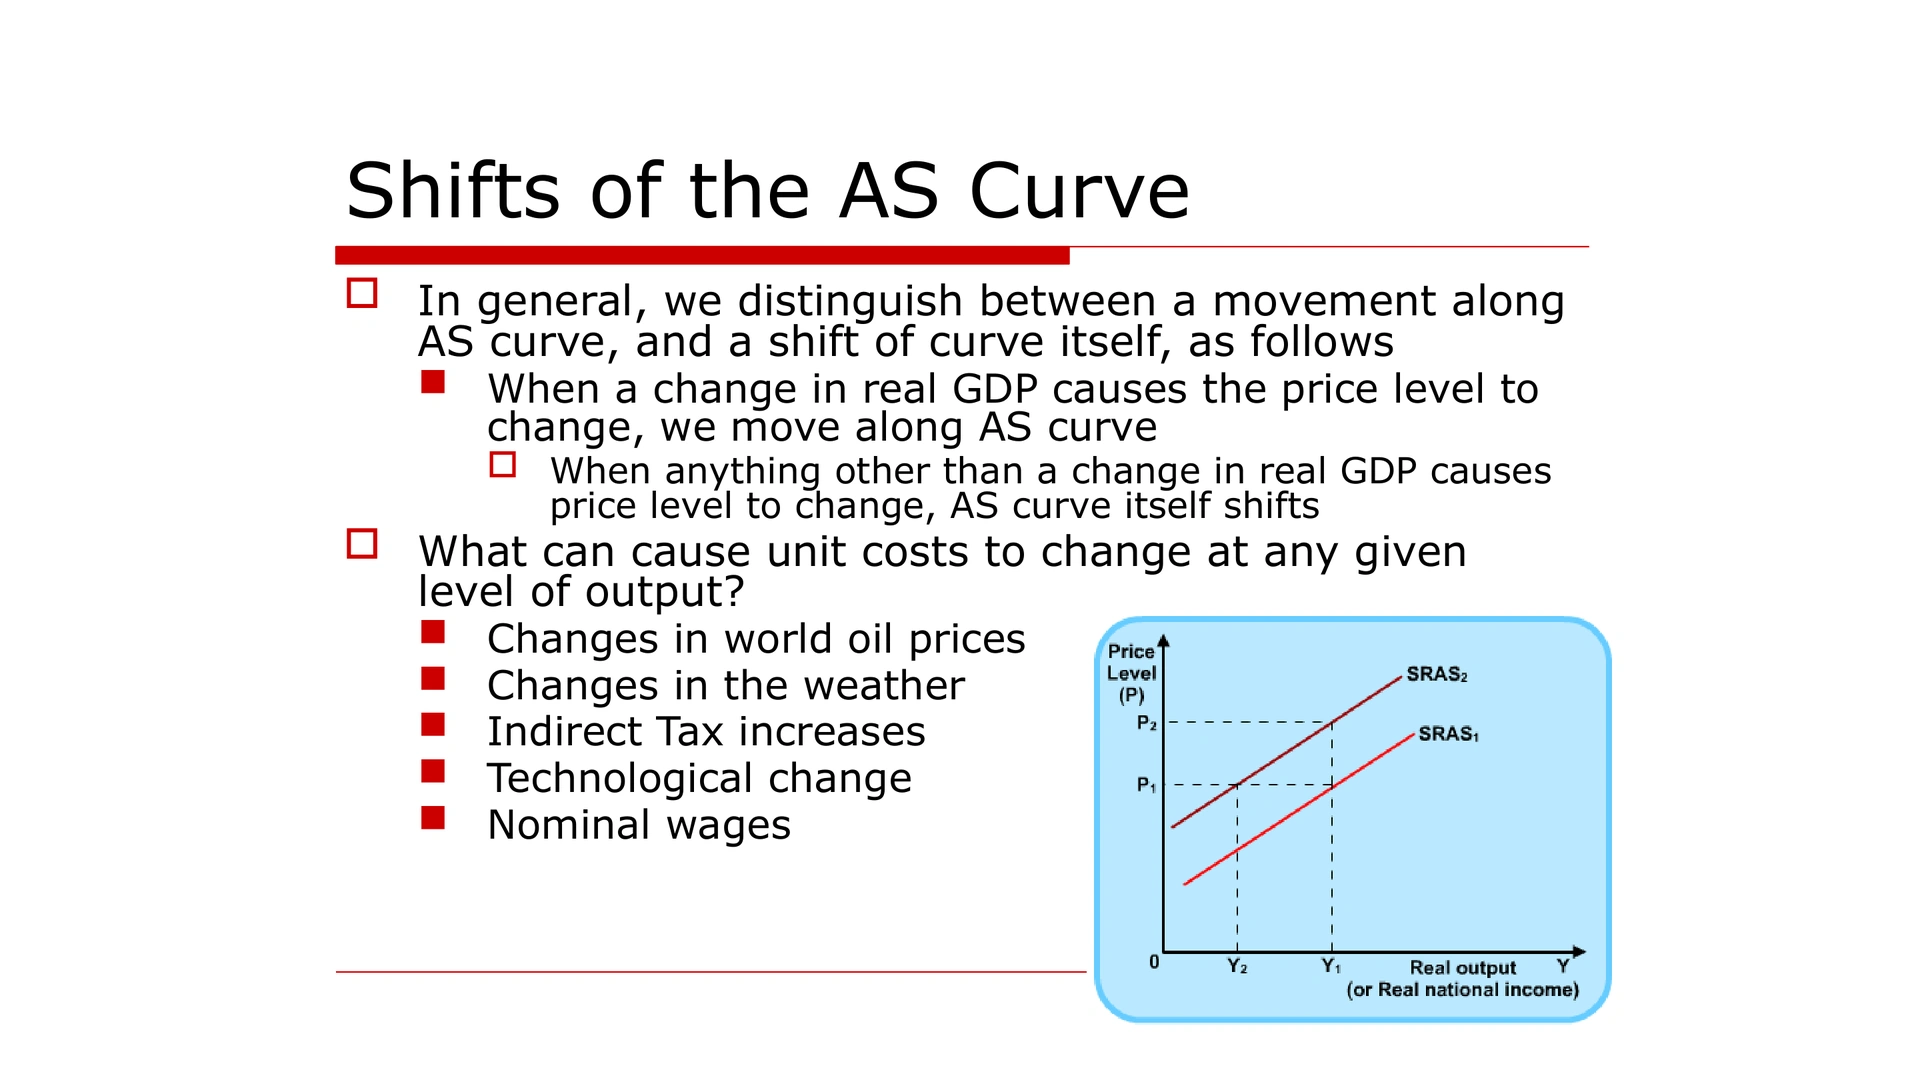 Shifts of the AS Curve
In general, we distinguish between a movement along
AS curve, and a shift of curve itself, as follows
When a change in real GDP causes the price level to
change, we move along AS curve
When anything other than a change in real GDP causes
price level to change, AS curve itself shifts
What can cause unit costs to change at any given
level of output?
Changes in world oil prices
Changes in the weather
Indirect Tax increases
Technological change
Nominal wages
Price
Level
(P)
SRAS₂
P₂
SRAS₁
P₁
0
Y₂
Y₁
Real output
Y
(or Real national income)